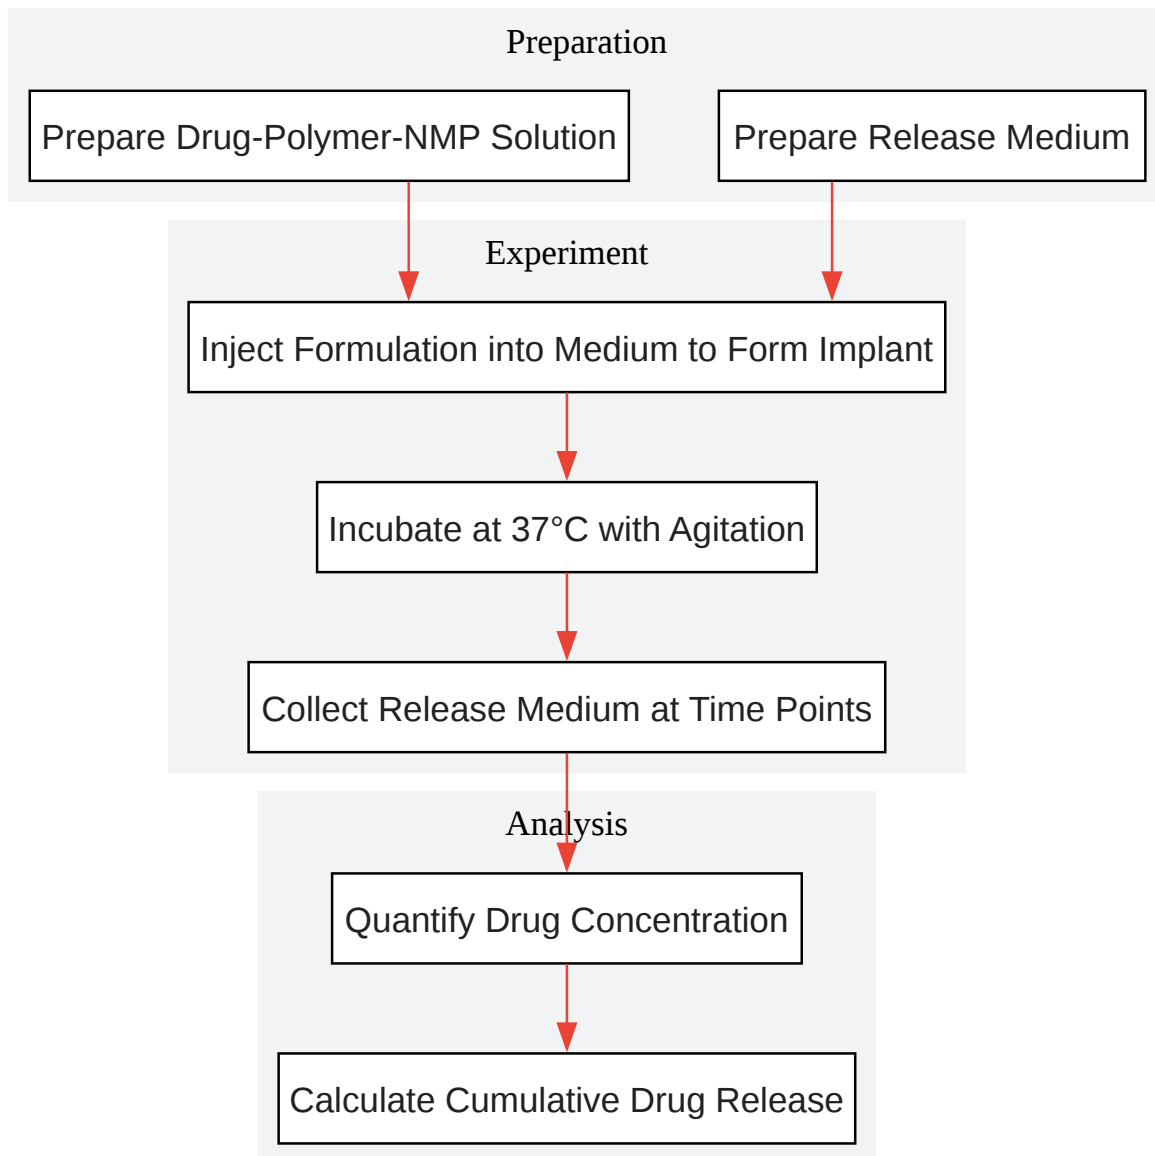 Preparation
Prepare Drug-Polymer-NMP Solution
Prepare Release Medium
Experiment
Inject Formulation into Medium to Form Implant
Incubate at 37°C with Agitation
Collect Release Medium at Time Points
Analysis
Quantify Drug Concentration
Calculate Cumulative Drug Release